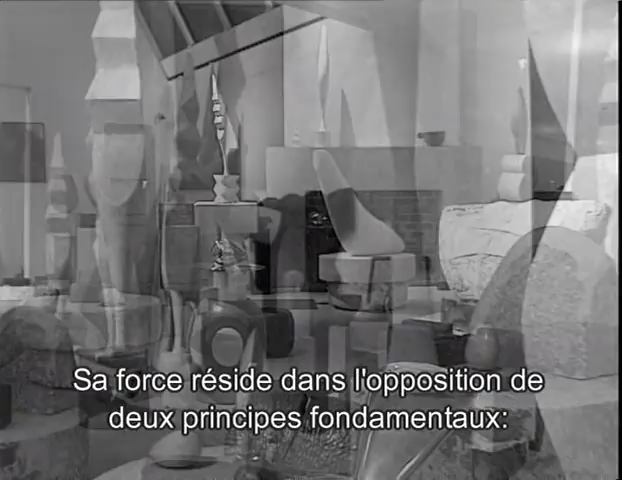 Sa force réside dans l'opposition de
deux principes fondamentaux: